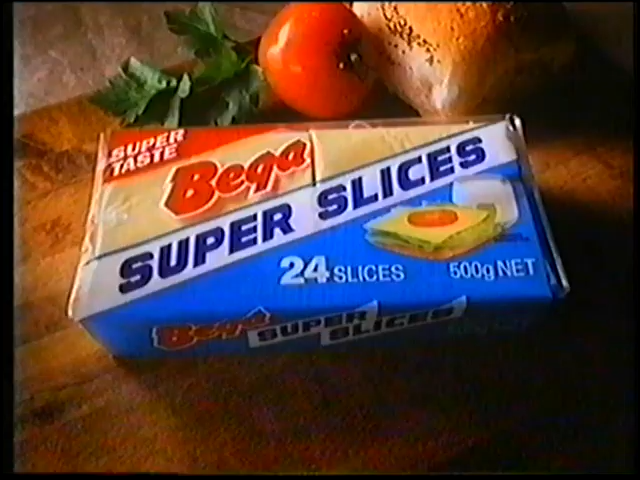 SUPER
TASTE
Bega
SUPER SLICES
24 SLICES
500g NET
Bega SUPER
SLICES